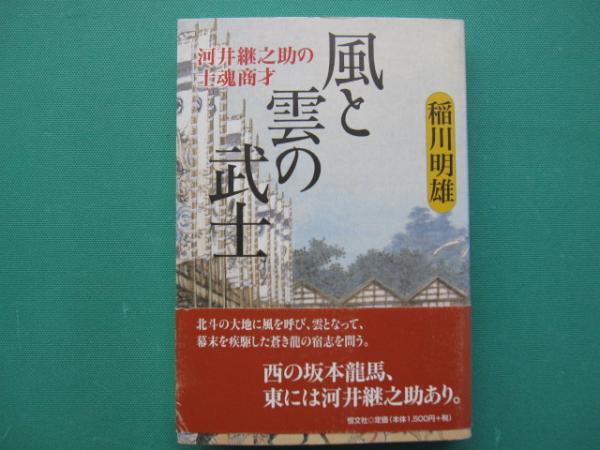 河井継之助の
士魂商才
風と
雲の
武士
稲川明雄
北斗の大地に風を呼び、雲となって、
幕末を疾駆した蒼き龍の宿志を問う。
西の坂本龍馬、
東には河井継之助あり。
恒文社◎定価(本体1,500円+税)